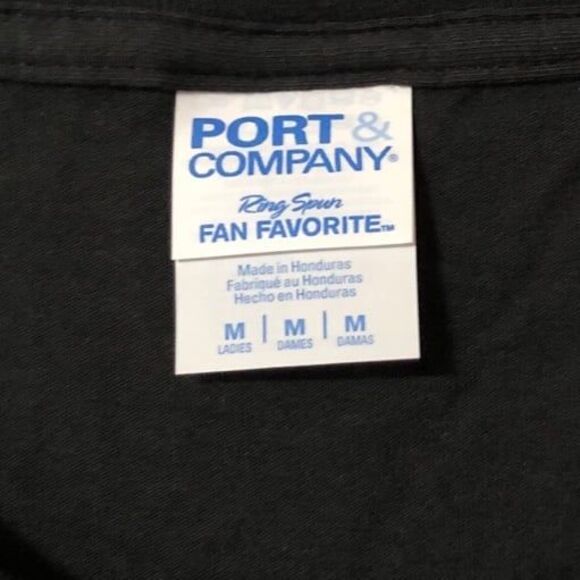 PORT &
COMPANY®
Ring Spun
FAN FAVORITE™
Made in Honduras
Fabriqué au Honduras
Hecho en Honduras
M | M | M
LADIES DAMES DAMAS